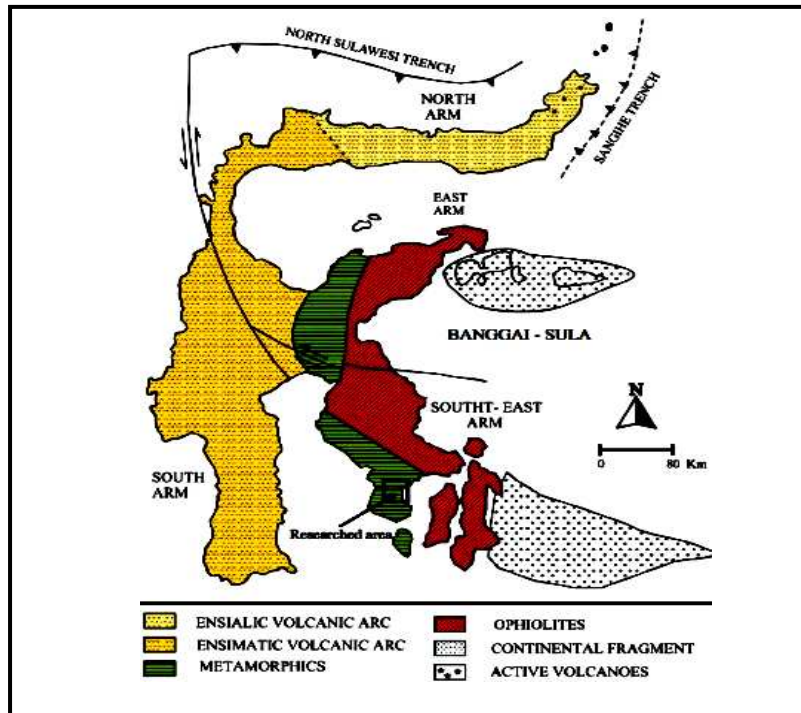 NORTH SULAWESI TRENCH
NORTH
ARM
SANGIHE TRENCH
EAST
ARM
BANGGAI - SULA
N
SOUTHT- EAST
ARM
0 80 Km
SOUTH
ARM
Researched area
ENSIALIC VOLCANIC ARC
ENSIMATIC VOLCANIC ARC
METAMORPHICS
OPHIOLITES
CONTINENTAL FRAGMENT
ACTIVE VOLCANOES